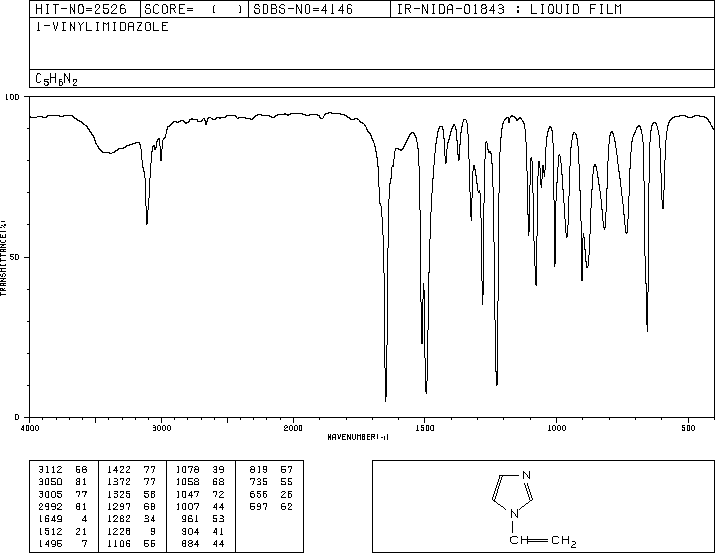 HIT-NO=2526 SCORE= ( ) SDBS-NO=4146 IR-NIDA-01843 : LIQUID FILM
1-VINYLIMIDAZOLE
C5H6N2
100
50
0
TRANSMITTANCE(%)
4000 3000 2000 1500 1000 500
WAVENUMBER(-1)
3112 58 1422 77 1078 39 819 57
3050 81 1372 77 1058 68 735 55
3005 77 1325 58 1047 72 656 26
2992 81 1297 68 1007 44 597 62
1649 4 1282 34 961 53
1512 21 1228 9 904 41
1495 7 1106 55 884 44
N
N
CH CH2